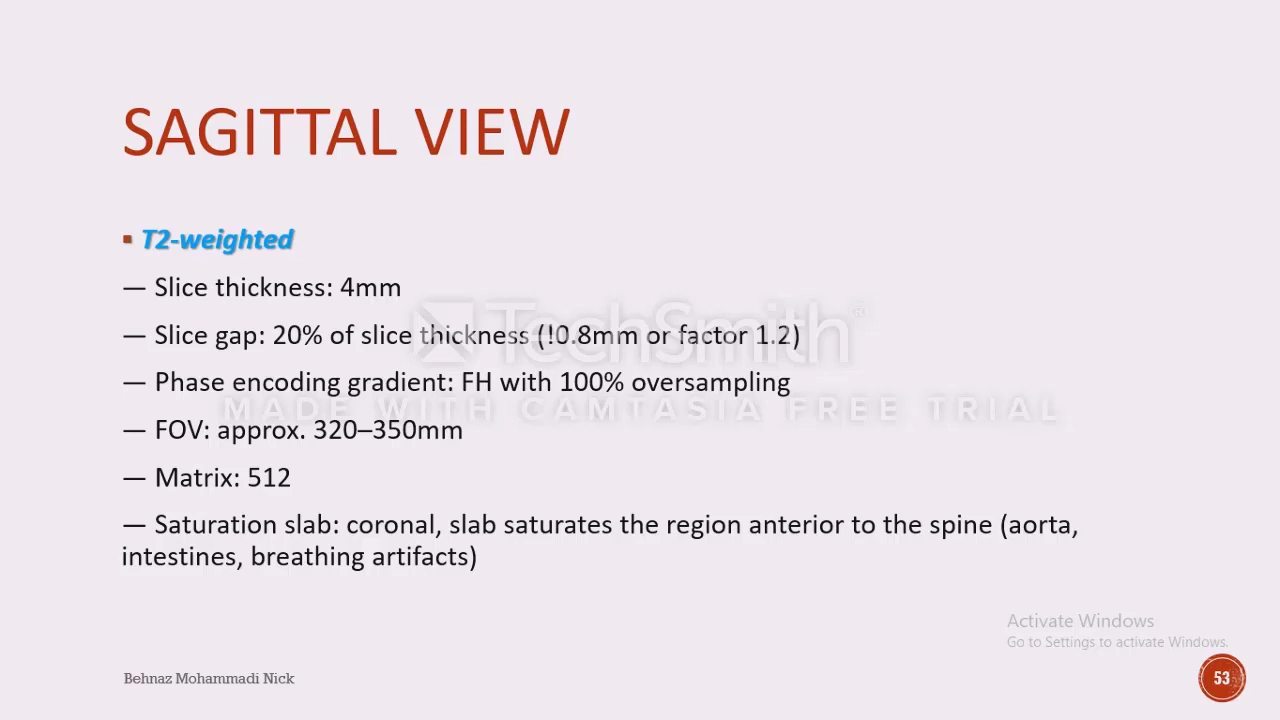 SAGITTAL VIEW
▪ T2-weighted
— Slice thickness: 4mm
— Slice gap: 20% of slice thickness (!0.8mm or factor 1.2)
— Phase encoding gradient: FH with 100% oversampling
— FOV: approx. 320–350mm
— Matrix: 512
— Saturation slab: coronal, slab saturates the region anterior to the spine (aorta,
intestines, breathing artifacts)
TechSmith®
MADE WITH CAMTASIA FREE TRIAL
Activate Windows
Go to Settings to activate Windows.
Behnaz Mohammadi Nick
53